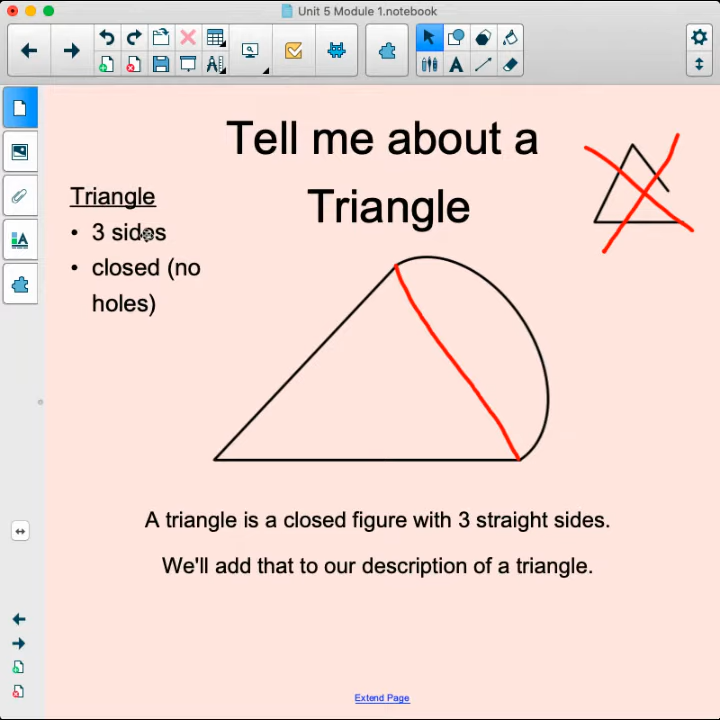 Unit 5 Module 1.notebook
Tell me about a
Triangle
Triangle
• 3 sides
• closed (no
holes)
A triangle is a closed figure with 3 straight sides.
We'll add that to our description of a triangle.
Extend Page